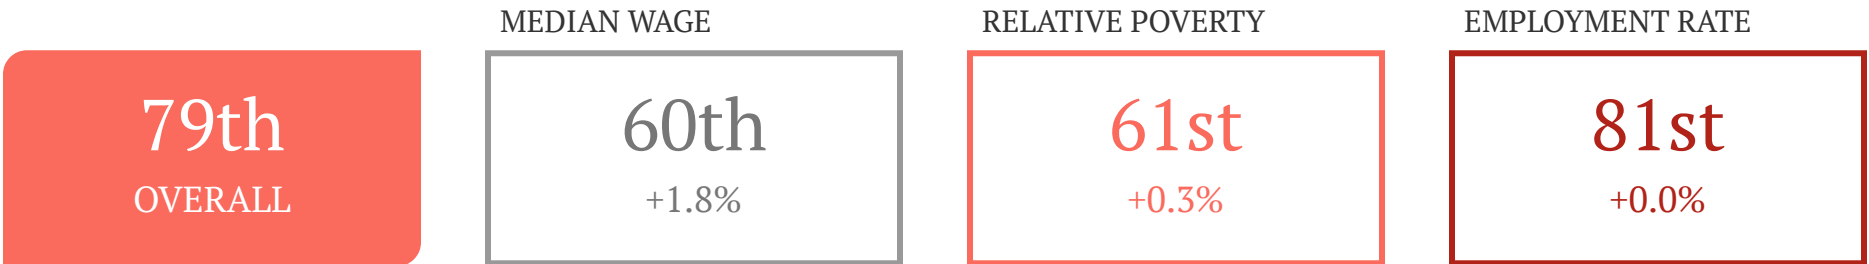 79th
OVERALL
MEDIAN WAGE
60th
+1.8%
RELATIVE POVERTY
61st
+0.3%
EMPLOYMENT RATE
81st
+0.0%